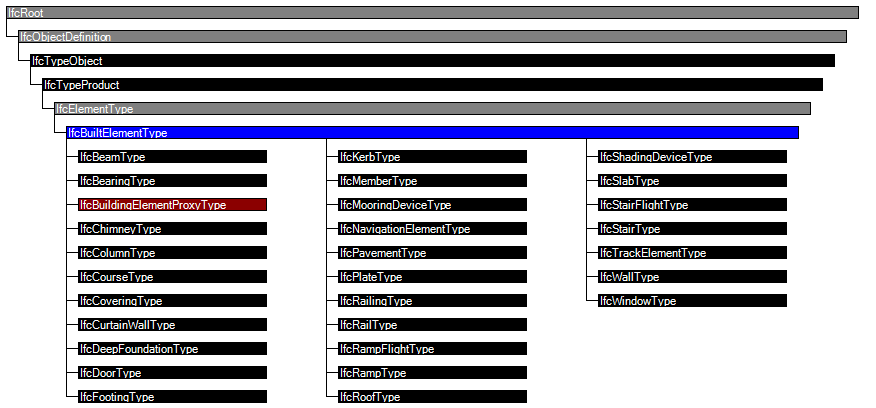 IfcRoot
IfcObjectDefinition
IfcTypeObject
IfcTypeProduct
IfcElementType
IfcBuiltElementType
IfcBeamType
IfcBearingType
IfcBuildingElementProxyType
IfcChimneyType
IfcColumnType
IfcCourseType
IfcCoveringType
IfcCurtainWallType
IfcDeepFoundationType
IfcDoorType
IfcFootingType
IfcKerbType
IfcMemberType
IfcMooringDeviceType
IfcNavigationElementType
IfcPavementType
IfcPlateType
IfcRailingType
IfcRailType
IfcRampFlightType
IfcRampType
IfcRoofType
IfcShadingDeviceType
IfcSlabType
IfcStairFlightType
IfcStairType
IfcTrackElementType
IfcWallType
IfcWindowType